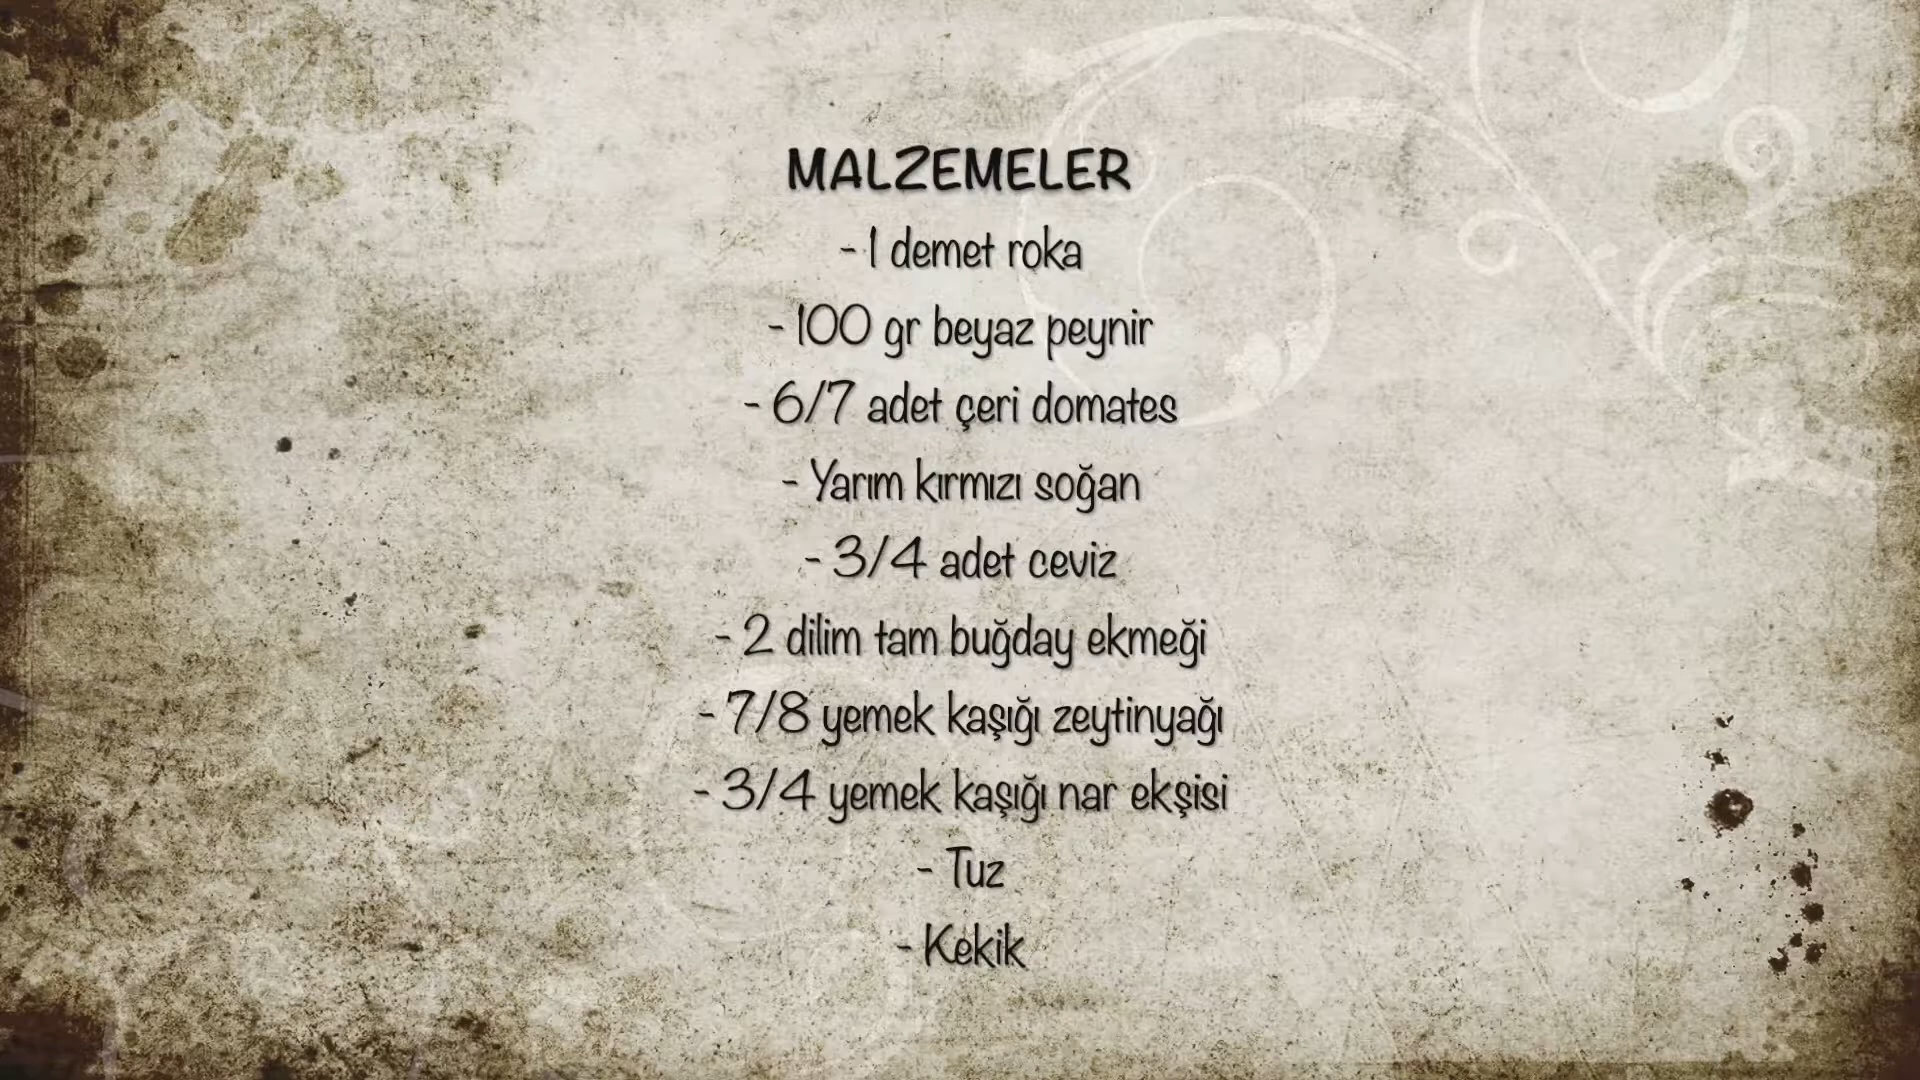 MALZEMELER
- 1 demet roka
- 100 gr beyaz peynir
- 6/7 adet çeri domates
- Yarım kırmızı soğan
- 3/4 adet ceviz
- 2 dilim tam buğday ekmeği
- 7/8 yemek kaşığı zeytinyağı
- 3/4 yemek kaşığı nar ekşisi
- Tuz
- Kekik